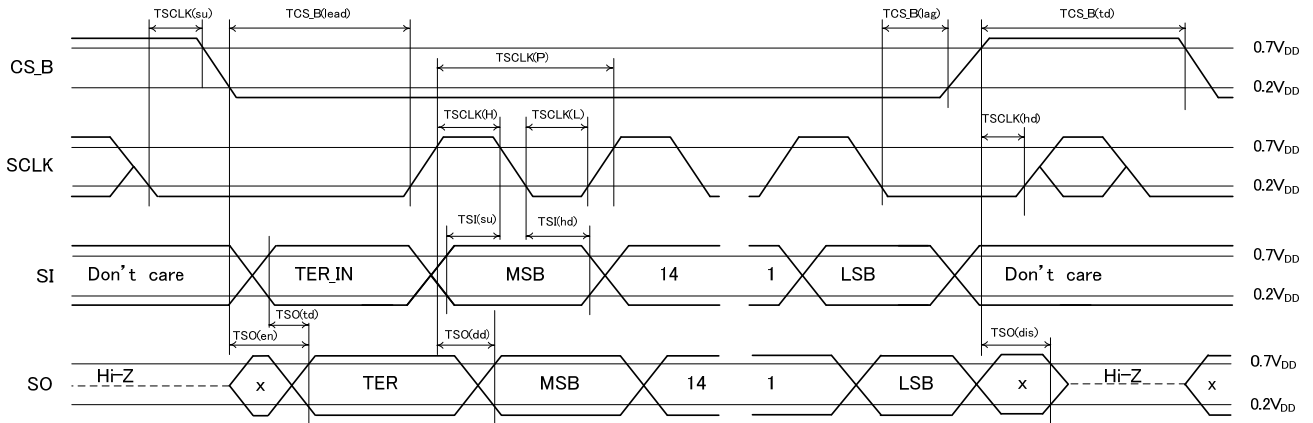 TSCLK(su) TCS_B(lead) TCS_B(lag) TCS_B(td)
CS_B TSCLK(P) 0.7VDD
0.2VDD
TSCLK(H) TSCLK(L) TSCLK(hd)
SCLK 0.7VDD
0.2VDD
TSI(su) TSI(hd)
SI Don't care TER_IN MSB 14 1 LSB Don't care 0.7VDD
0.2VDD
TSO(td)
TSO(en) TSO(dd) TSO(dis)
SO Hi-Z x TER MSB 14 1 LSB x Hi-Z x 0.7VDD
0.2VDD